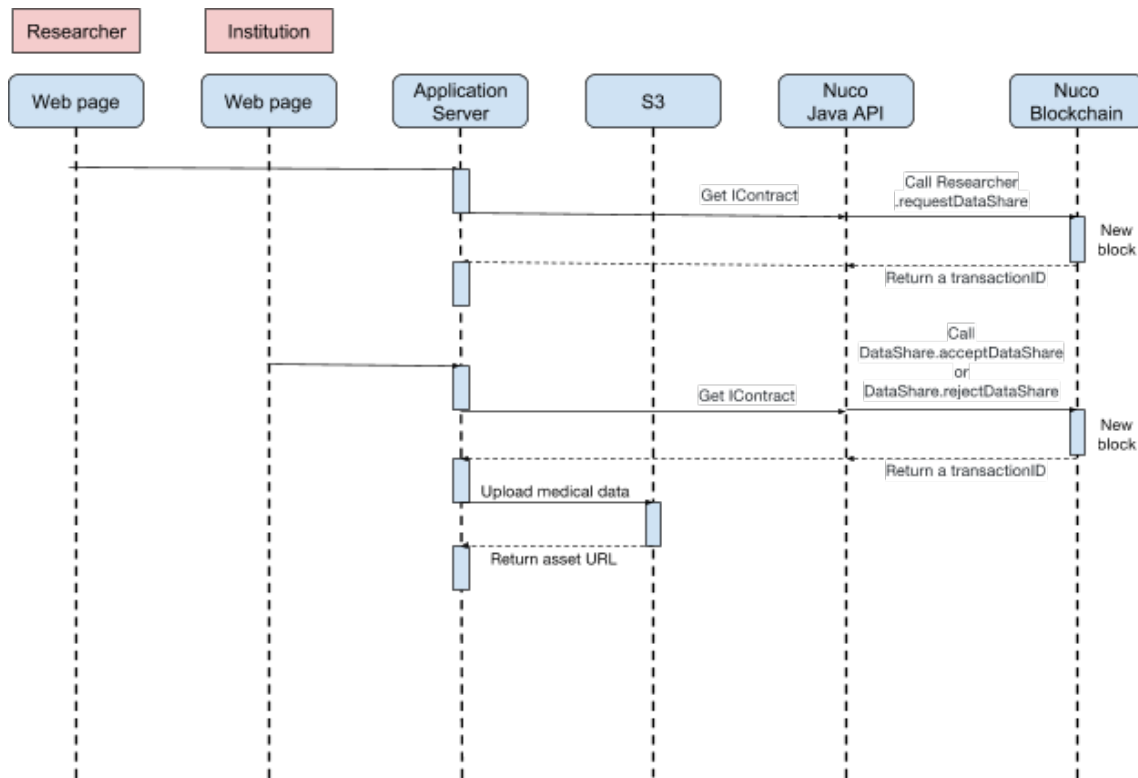 Researcher
Institution
Web page
Web page
Application
Server
S3
Nuco
Java API
Nuco
Blockchain
Get IContract
Call Researcher
.requestDataShare
New
block
Return a transactionID
Call
DataShare.acceptDataShare
or
DataShare.rejectDataShare
Get IContract
New
block
Return a transactionID
Upload medical data
Return asset URL